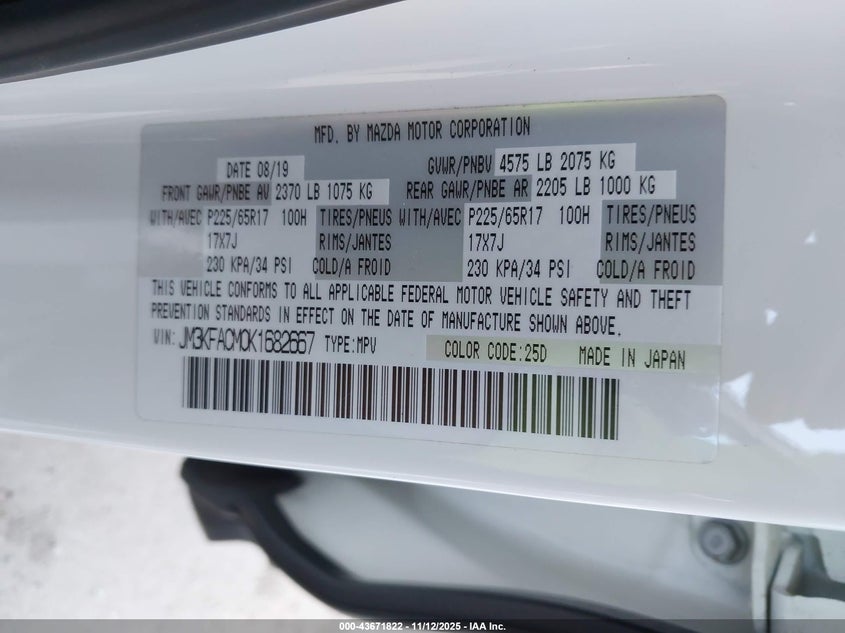 MFD. BY MAZDA MOTOR CORPORATION
DATE 08/19 GVWR/PNBV 4575 LB 2075 KG
FRONT GAWR/PNBE AV 2370 LB 1075 KG REAR GAWR/PNBE AR 2205 LB 1000 KG
WITH/AVEC P225/65R17 100H TIRES/PNEUS WITH/AVEC P225/65R17 100H TIRES/PNEUS
17X7J RIMS/JANTES 17X7J RIMS/JANTES
230 KPA/34 PSI COLD/A FROID 230 KPA/34 PSI COLD/A FROID
THIS VEHICLE CONFORMS TO ALL APPLICABLE FEDERAL MOTOR VEHICLE SAFETY AND THEFT
PREVENTION STANDARDS IN EFFECT ON THE DATE OF MANUFACTURE SHOWN ABOVE.
VIN: JM3KFACM0K1682667 TYPE:MPV COLOR CODE:25D MADE IN JAPAN
000-43671822 - 11/12/2025 - IAA Inc.